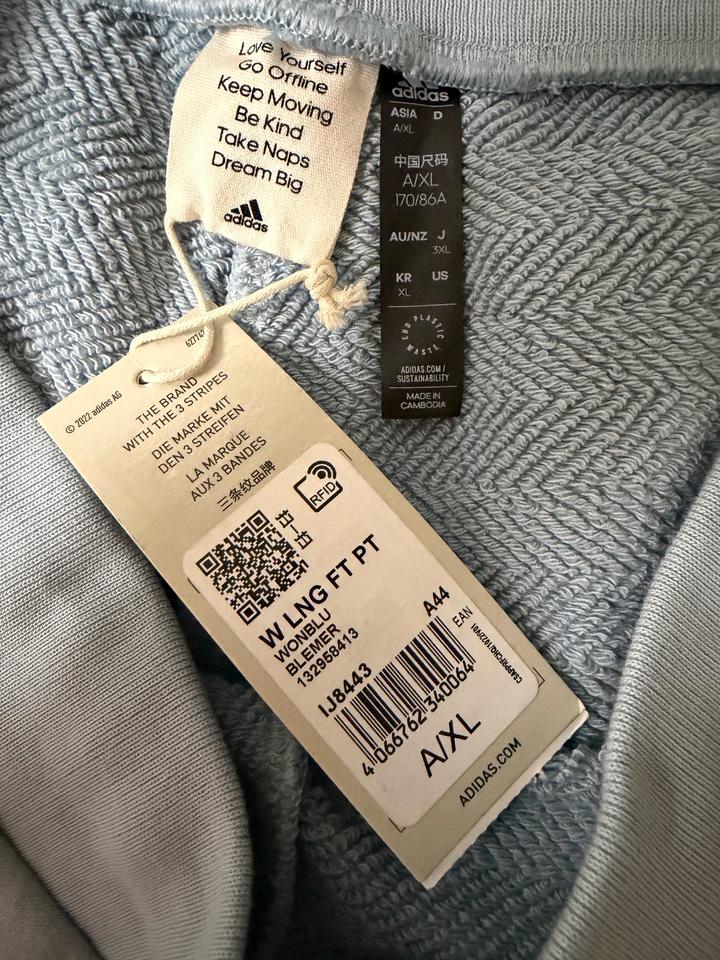 Love Yourself
Go Offline
Keep Moving
Be Kind
Take Naps
Dream Big
adidas
adidas
ASIA D
A/XL
中国尺码
A/XL
170/86A
AU/NZ J
3XL
KR US
XL
END PLASTIC WASTE
ADIDAS.COM/
SUSTAINABILITY
MADE IN
CAMBODIA
© 2022 adidas AG
THE BRAND
WITH THE 3 STRIPES
DIE MARKE MIT
DEN 3 STREIFEN
LA MARQUE
AUX 3 BANDES
三条纹品牌
RFID
W LNG FT PT
WONBLU
BLEMER
132958413
IJ8443
A44
EAN
4 066762 340064
A/XL
ADIDAS.COM